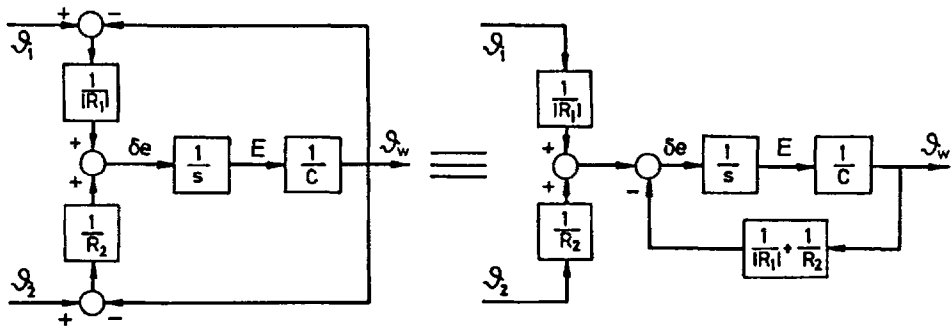 + − + −
ϑ₁ ϑ₁
1/|R₁| 1/|R₁|
+ +
δe 1/s E 1/C ϑw ≡ δe 1/s E 1/C ϑw
+ + −
1/R₂ 1/R₂ 1/|R₁| + 1/R₂
ϑ₂ ϑ₂
+ −